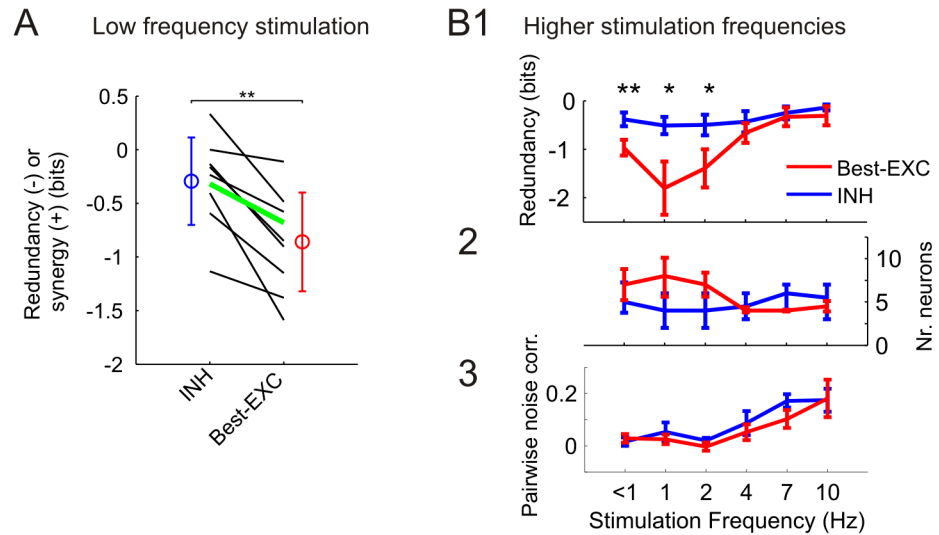 A Low frequency stimulation
**
0.5
0
-0.5
-1
-1.5
-2
Redundancy (-) or
synergy (+) (bits)
INH
Best-EXC
B1 Higher stimulation frequencies
** * *
0
-1
-2
Redundancy (bits)
Best-EXC
INH
2
10
5
0
Nr. neurons
3
0.2
0
Pairwise noise corr.
<1 1 2 4 7 10
Stimulation Frequency (Hz)